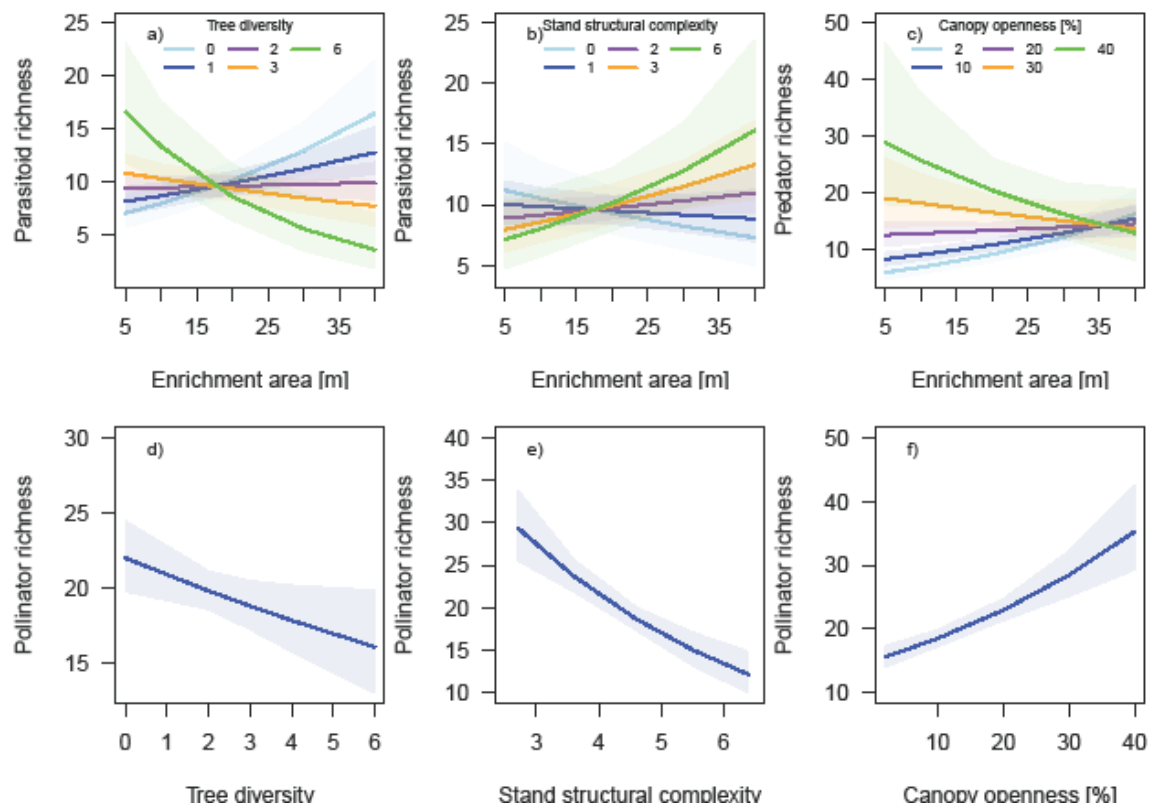 a) Tree diversity
0 2 6
1 3
Parasitoid richness
25
20
15
10
5
5 15 25 35
Enrichment area [m]
b) Stand structural complexity
0 2 6
1 3
Parasitoid richness
25
20
15
10
5
5 15 25 35
Enrichment area [m]
c) Canopy openness [%]
2 20 40
10 30
Predator richness
50
40
30
20
10
5 15 25 35
Enrichment area [m]
d)
Pollinator richness
30
25
20
15
0 1 2 3 4 5 6
Tree diversity
e)
Pollinator richness
40
35
30
25
20
15
10
3 4 5 6
Stand structural complexity
f)
Pollinator richness
50
40
30
20
10
10 20 30 40
Canopy openness [%]